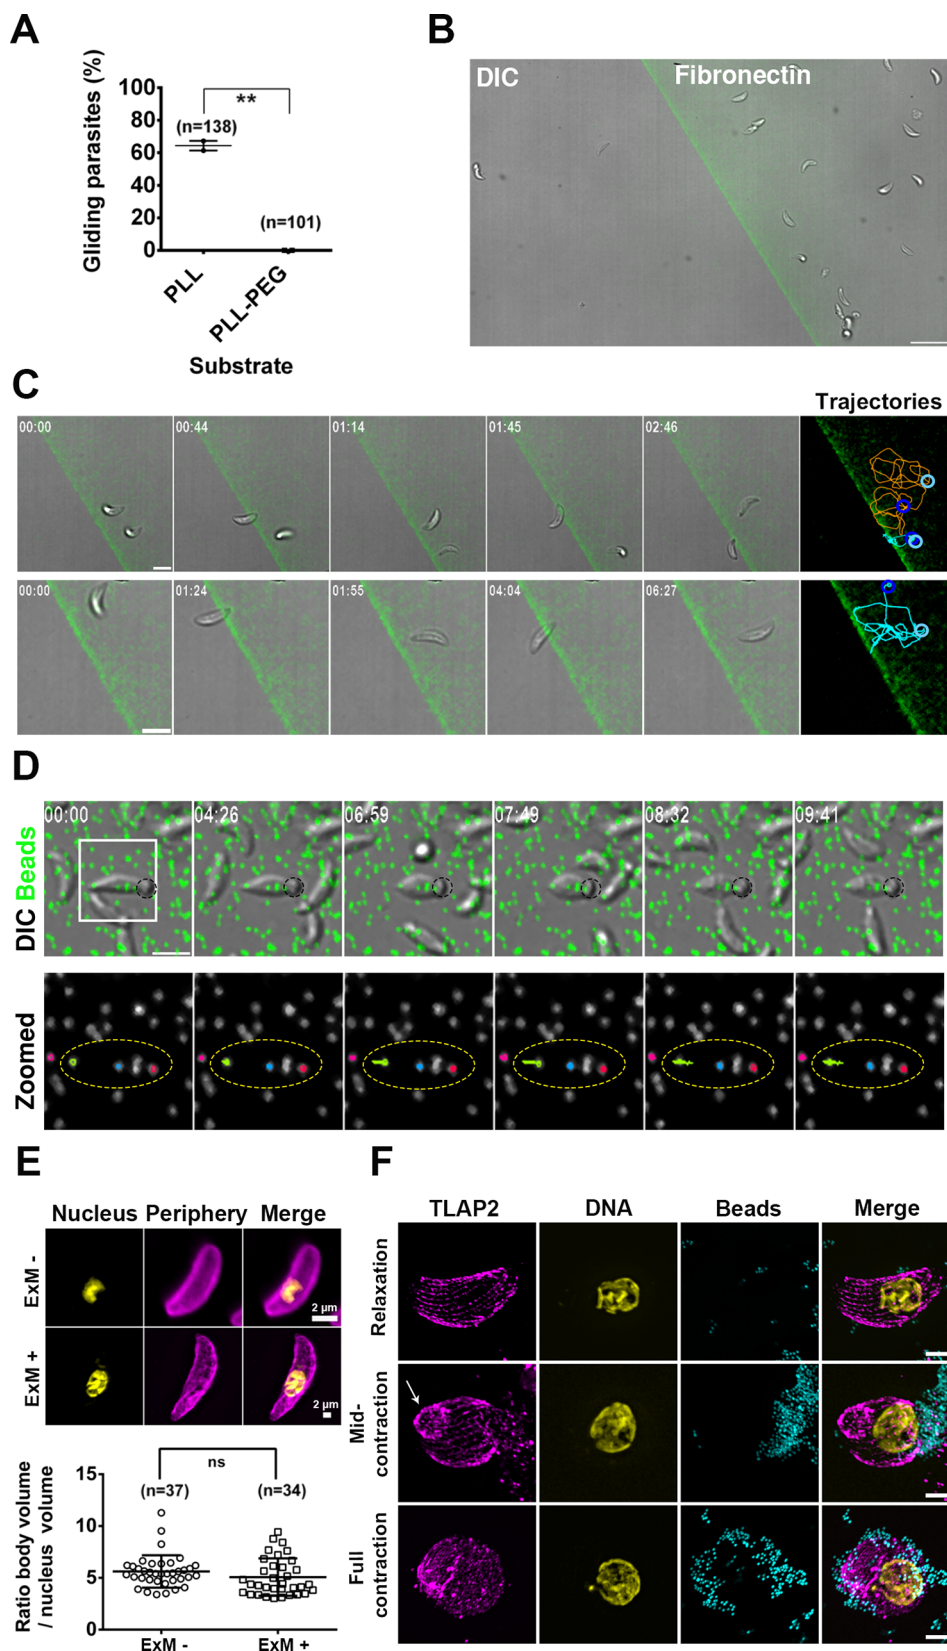 A
Gliding parasites (%)
100
80
60
40
20
0
**
(n=138)
(n=101)
PLL
PLL-PEG
Substrate
B
DIC
Fibronectin
C
Trajectories
00:00
00:44
01:14
01:45
02:46
00:00
01:24
01:55
04:04
06:27
D
DIC Beads
00:00
04:26
06:59
07:49
08:32
09:41
Zoomed
E
Nucleus Periphery Merge
ExM -
2 µm
ExM +
2 µm
Ratio body volume
/ nucleus volume
15
10
5
0
ns
(n=37)
(n=34)
ExM -
ExM +
F
TLAP2
DNA
Beads
Merge
Relaxation
Mid-
contraction
Full
contraction